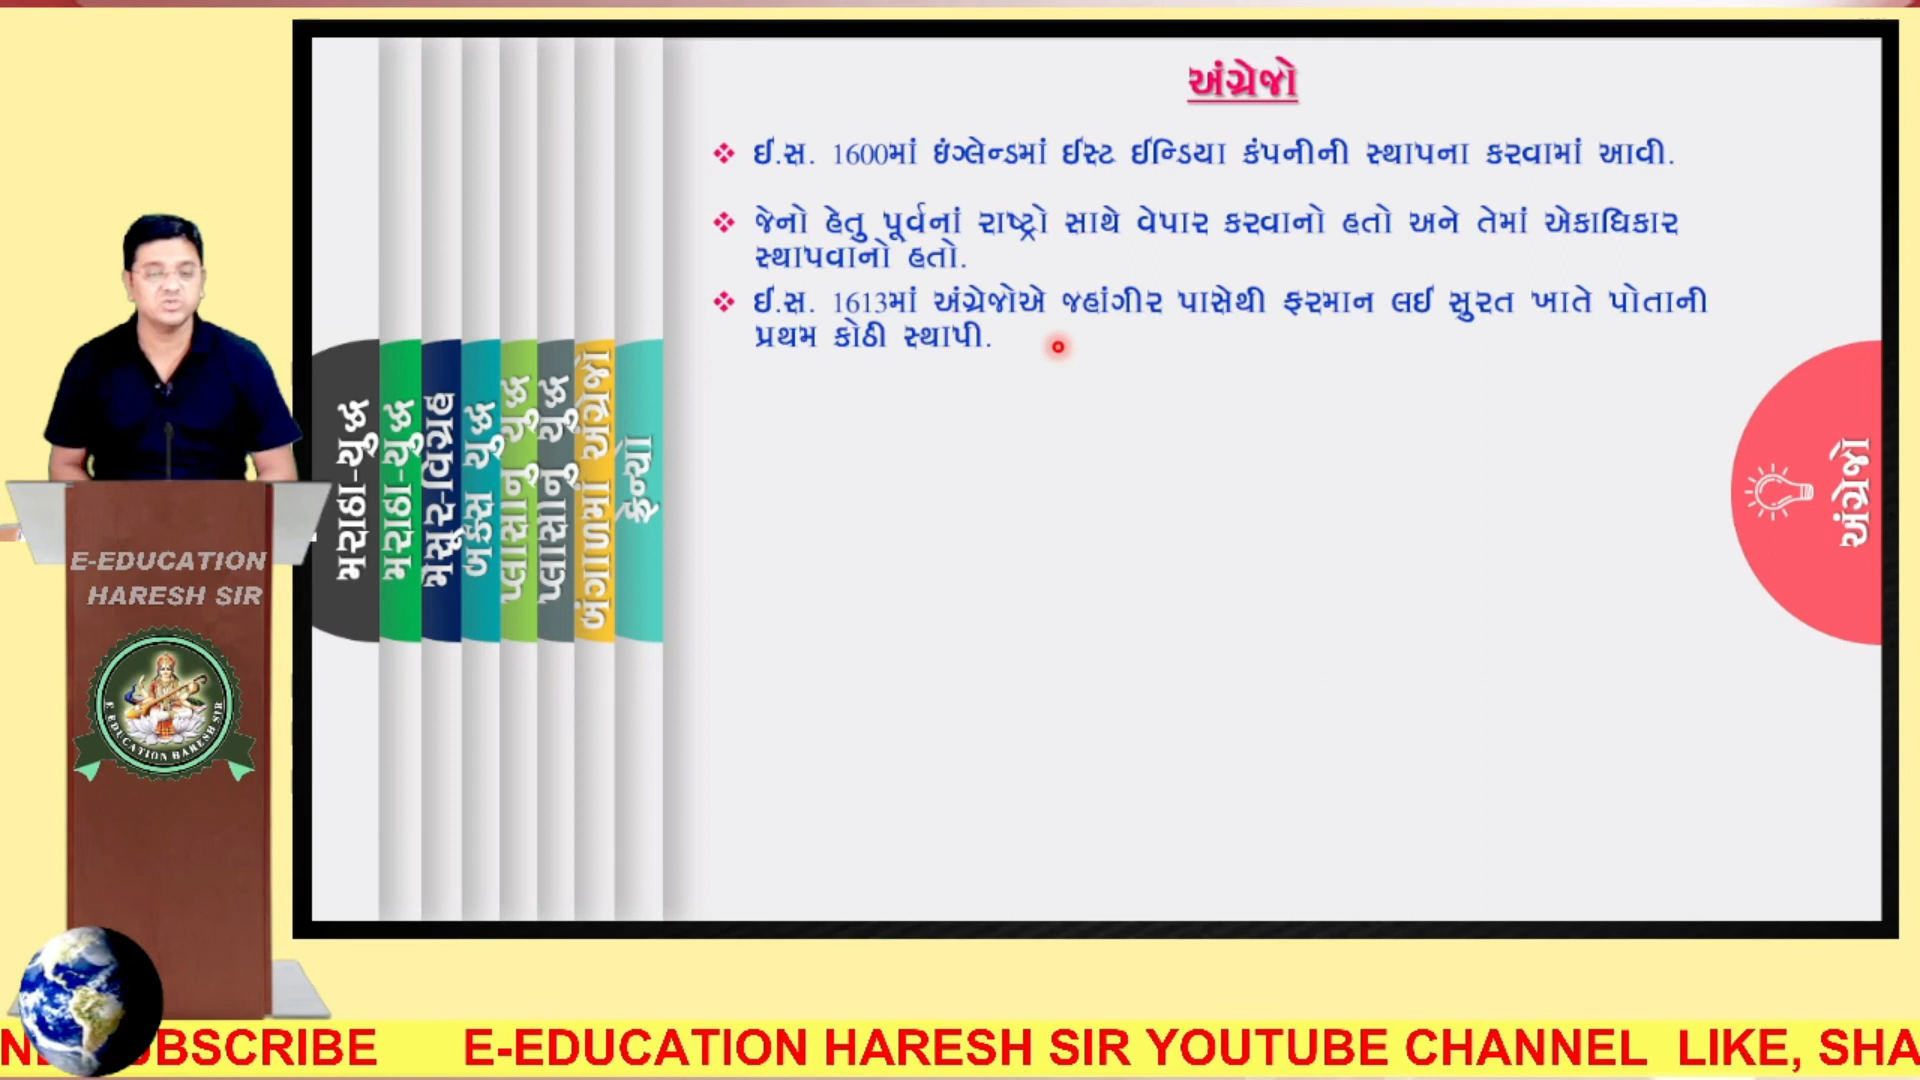 અંગ્રેજો
❖ ઈ.સ. 1600માં ઇંગ્લેન્ડમાં ઈસ્ટ ઈન્ડિયા કંપનીની સ્થાપના કરવામાં આવી.
❖ જેનો હેતુ પૂર્વનાં રાષ્ટ્રો સાથે વેપાર કરવાનો હતો અને તેમાં એકાધિકાર
સ્થાપવાનો હતો.
❖ ઈ.સ. 1613માં અંગ્રેજોએ જહાંગીર પાસેથી ફરમાન લઈ સુરત ખાતે પોતાની
પ્રથમ કોઠી સ્થાપી.
મરાઠા-યુદ્ધ
મરાઠા-યુદ્ધ
મૈસૂર-વિગ્રહ
બક્સ યુદ્ધ
પ્લાસીનું યુદ્ધ
પ્લાસીનું યુદ્ધ
બંગાળમાં અંગ્રેજો
ફ્રેન્ચો
અંગ્રેજો
E-EDUCATION
HARESH SIR
E EDUCATION HARESH SIR
BSCRIBE E-EDUCATION HARESH SIR YOUTUBE CHANNEL LIKE, SHA